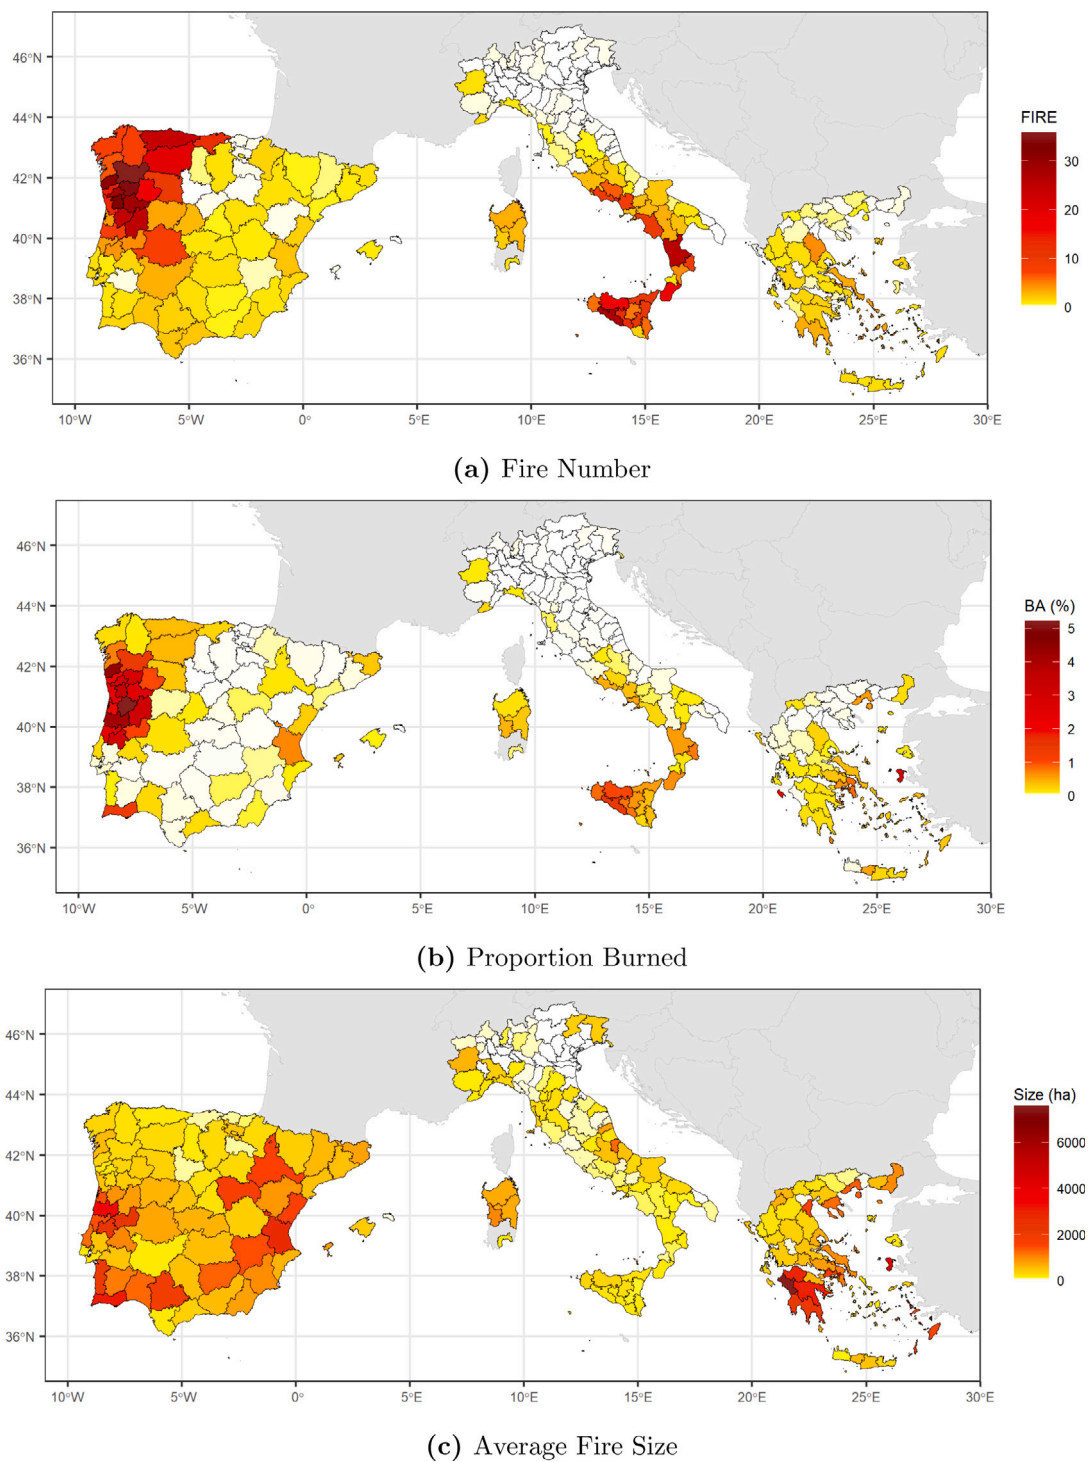 46°N
44°N
42°N
40°N
38°N
36°N
10°W
5°W
0°
5°E
10°E
15°E
20°E
25°E
30°E
FIRE
30
20
10
0
(a) Fire Number
46°N
44°N
42°N
40°N
38°N
36°N
10°W
5°W
0°
5°E
10°E
15°E
20°E
25°E
30°E
BA (%)
5
4
3
2
1
0
(b) Proportion Burned
46°N
44°N
42°N
40°N
38°N
36°N
10°W
5°W
0°
5°E
10°E
15°E
20°E
25°E
30°E
Size (ha)
6000
4000
2000
0
(c) Average Fire Size